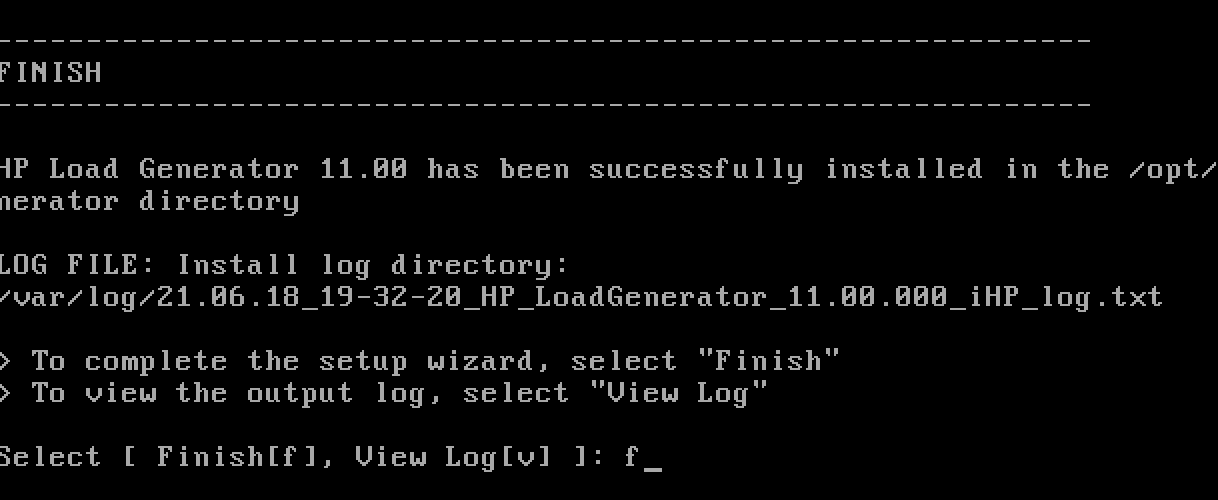 --------------------------------------------------------------------
FINISH
--------------------------------------------------------------------
HP Load Generator 11.00 has been successfully installed in the /opt/
nerator directory
LOG FILE: Install log directory:
/var/log/21.06.18_19-32-20_HP_LoadGenerator_11.00.000_iHP_log.txt
> To complete the setup wizard, select "Finish"
> To view the output log, select "View Log"
Select [ Finish[f], View Log[v] ]: f_